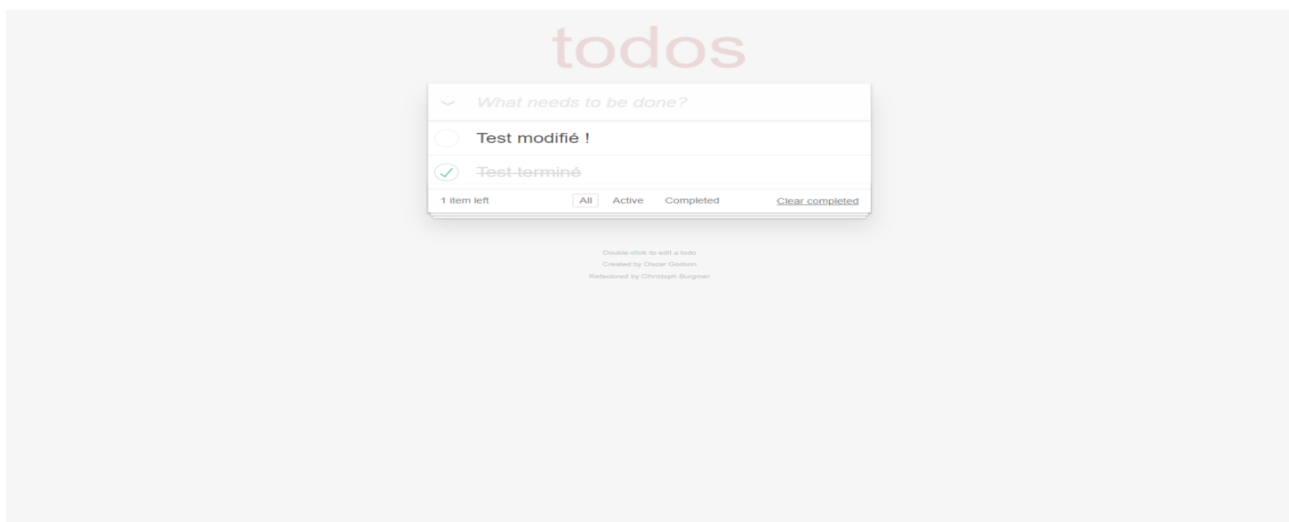 todos
What needs to be done?
Test modifié !
Test terminé
1 item left All Active Completed Clear completed
Double-click to edit a todo
Created by Oscar Godson
Refactored by Christoph Burgmer